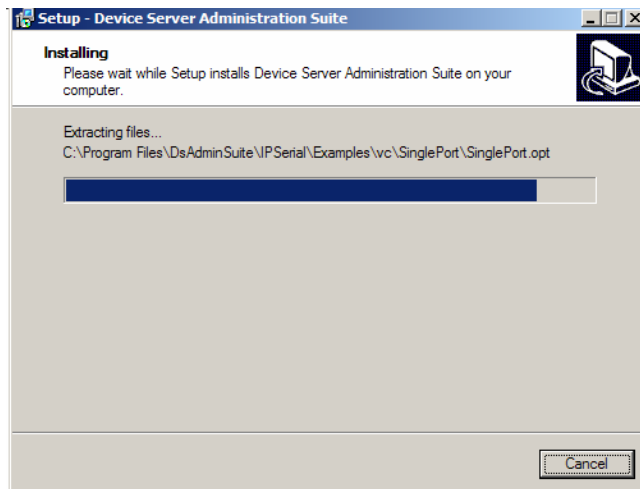 Setup - Device Server Administration Suite
Installing
Please wait while Setup installs Device Server Administration Suite on your
computer.
Extracting files...
C:\Program Files\DsAdminSuite\IPSerial\Examples\vc\SinglePort\SinglePort.opt
Cancel